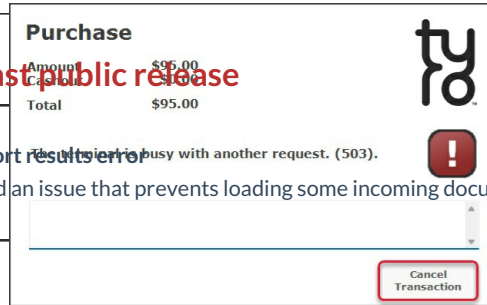 Purchase
tyro
Amount $95.00
st public release
Cashout $0.00
Total $95.00
The terminal is busy with another request. (503).
ort results error
d an issue that prevents loading some incoming docu
Cancel
Transaction